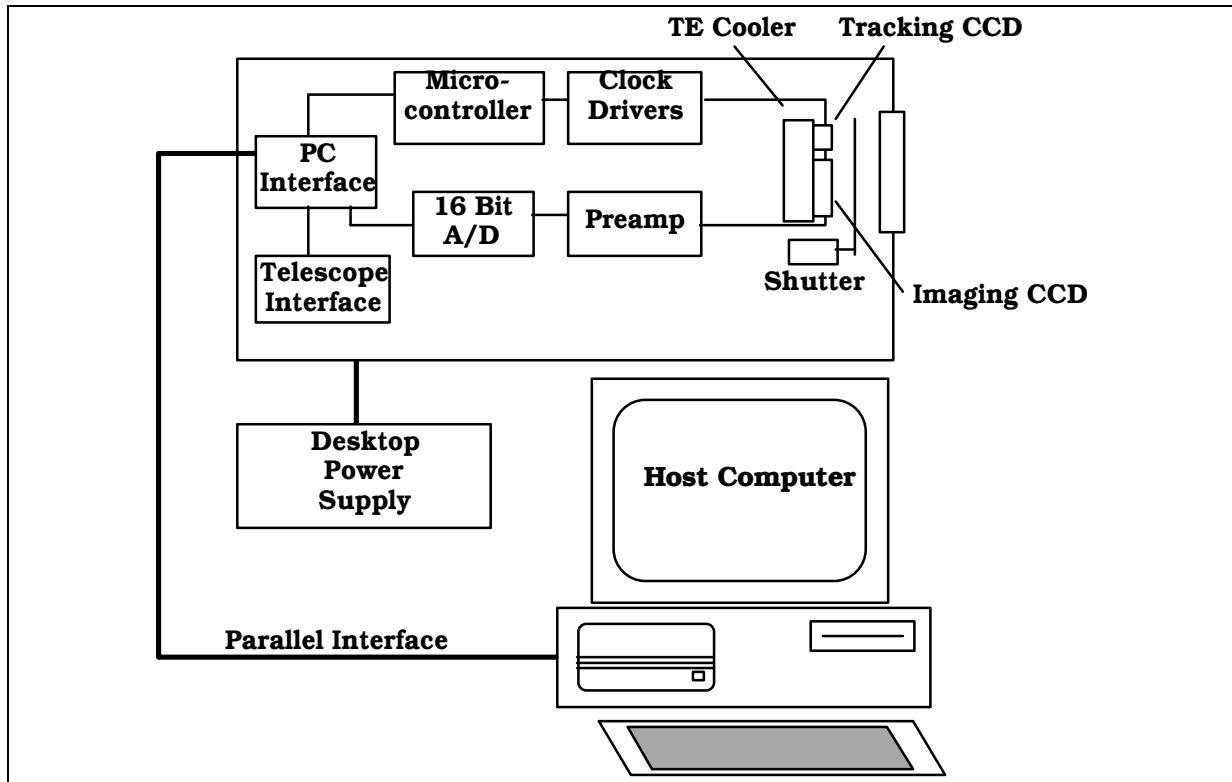 TE Cooler
Tracking CCD
Micro-
controller
Clock
Drivers
PC
Interface
16 Bit
A/D
Preamp
Telescope
Interface
Shutter
Imaging CCD
Desktop
Power
Supply
Host Computer
Parallel Interface